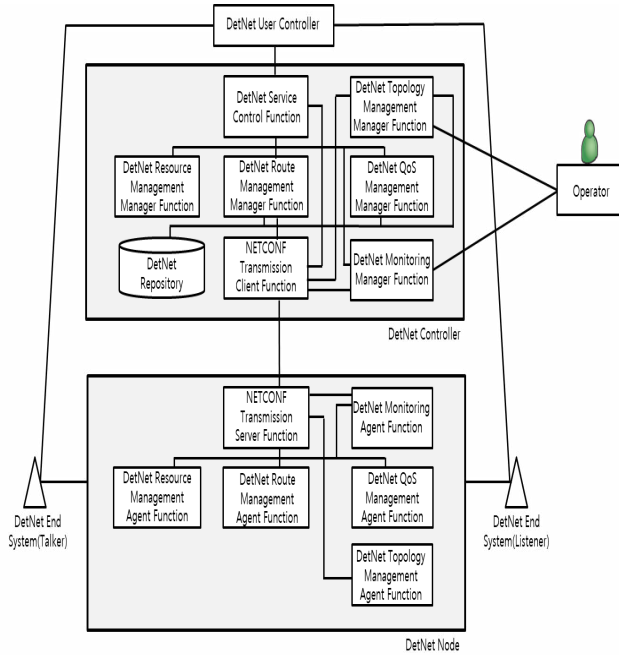 DetNet User Controller
DetNet Service
Control Function
DetNet Topology
Management
Manager Function
DetNet Resource
Management
Manager Function
DetNet Route
Management
Manager Function
DetNet QoS
Management
Manager Function
Operator
DetNet
Repository
NETCONF
Transmission
Client Function
DetNet Monitoring
Manager Function
DetNet Controller
NETCONF
Transmission
Server Function
DetNet Monitoring
Agent Function
DetNet Resource
Management
Agent Function
DetNet Route
Management
Agent Function
DetNet QoS
Management
Agent Function
DetNet End
System(Talker)
DetNet End
System(Listener)
DetNet Topology
Management
Agent Function
DetNet Node